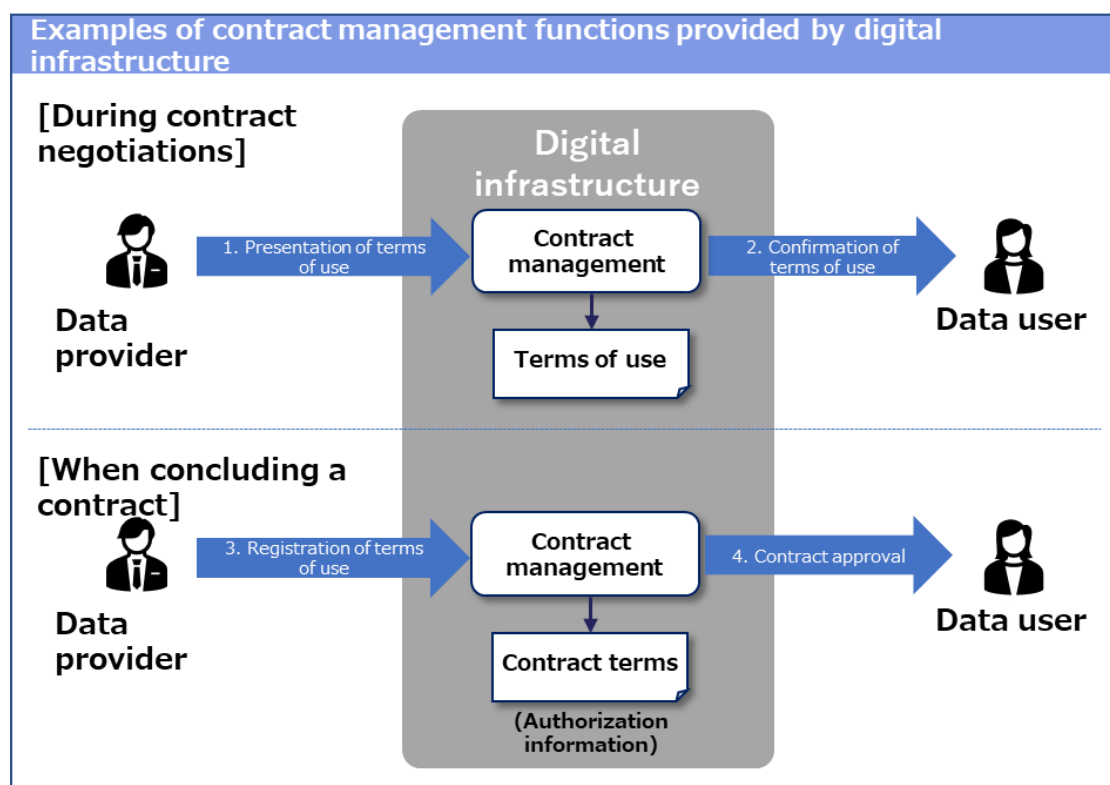 Examples of contract management functions provided by digital
infrastructure
[During contract
negotiations]
Digital
infrastructure
1. Presentation of terms
of use
Contract
management
2. Confirmation of
terms of use
Data
provider
Terms of use
Data user
[When concluding a
contract]
3. Registration of terms
of use
Contract
management
4. Contract approval
Data
provider
Contract terms
(Authorization
information)
Data user